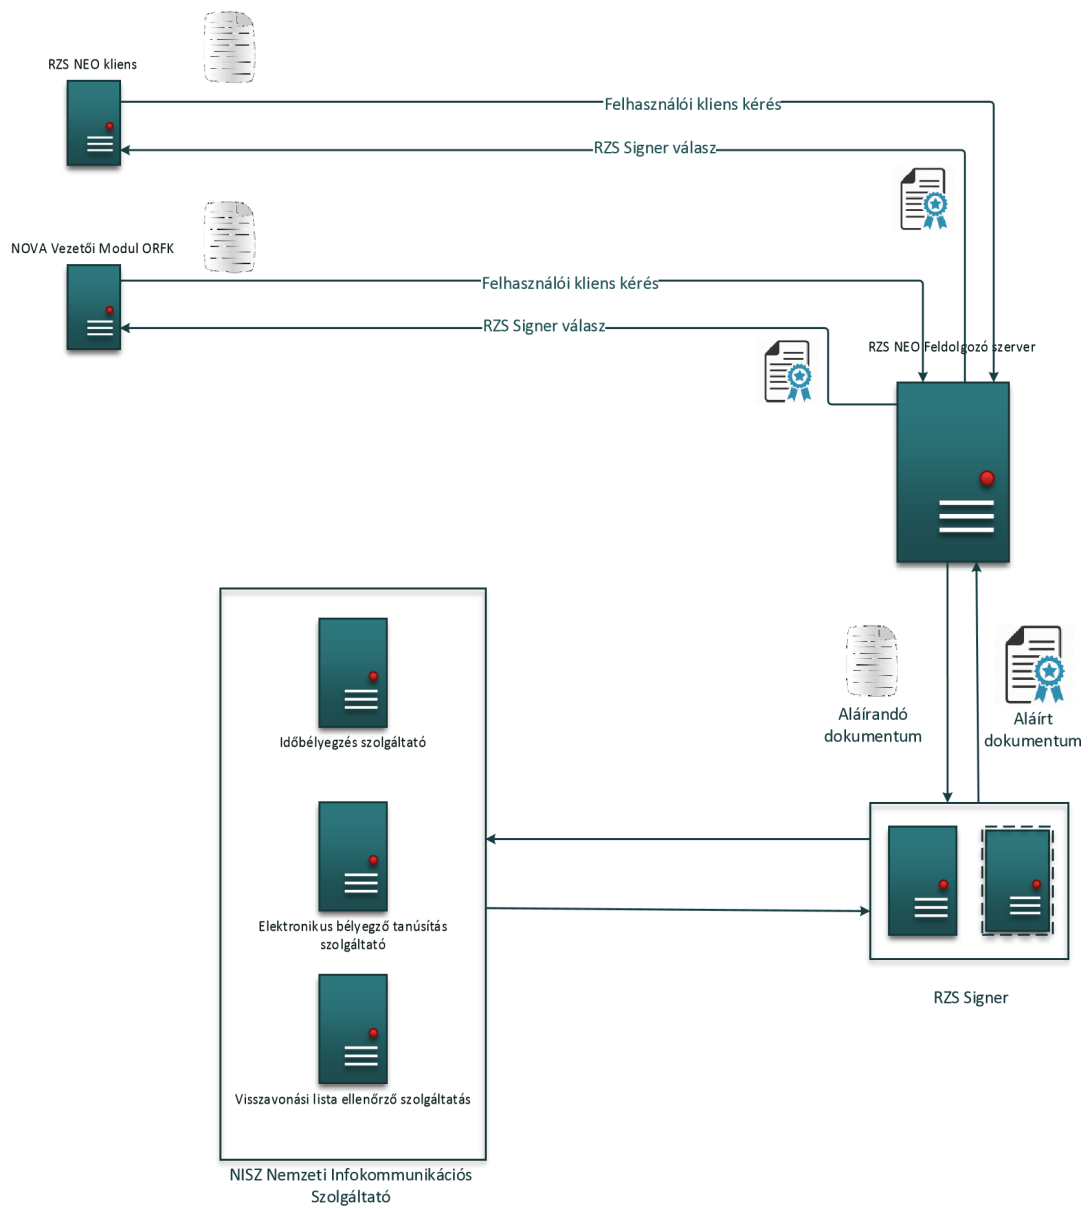 RZS NEO kliens
Felhasználói kliens kérés
RZS Signer válasz
NOVA Vezetői Modul ORFK
Felhasználói kliens kérés
RZS Signer válasz
RZS NEO Feldolgozó szerver
Aláírandó
dokumentum
Aláírt
dokumentum
Időbélyegzés szolgáltató
Elektronikus bélyegző tanúsítás
szolgáltató
RZS Signer
Visszavonási lista ellenőrző szolgáltatás
NISZ Nemzeti Infokommunikációs
Szolgáltató